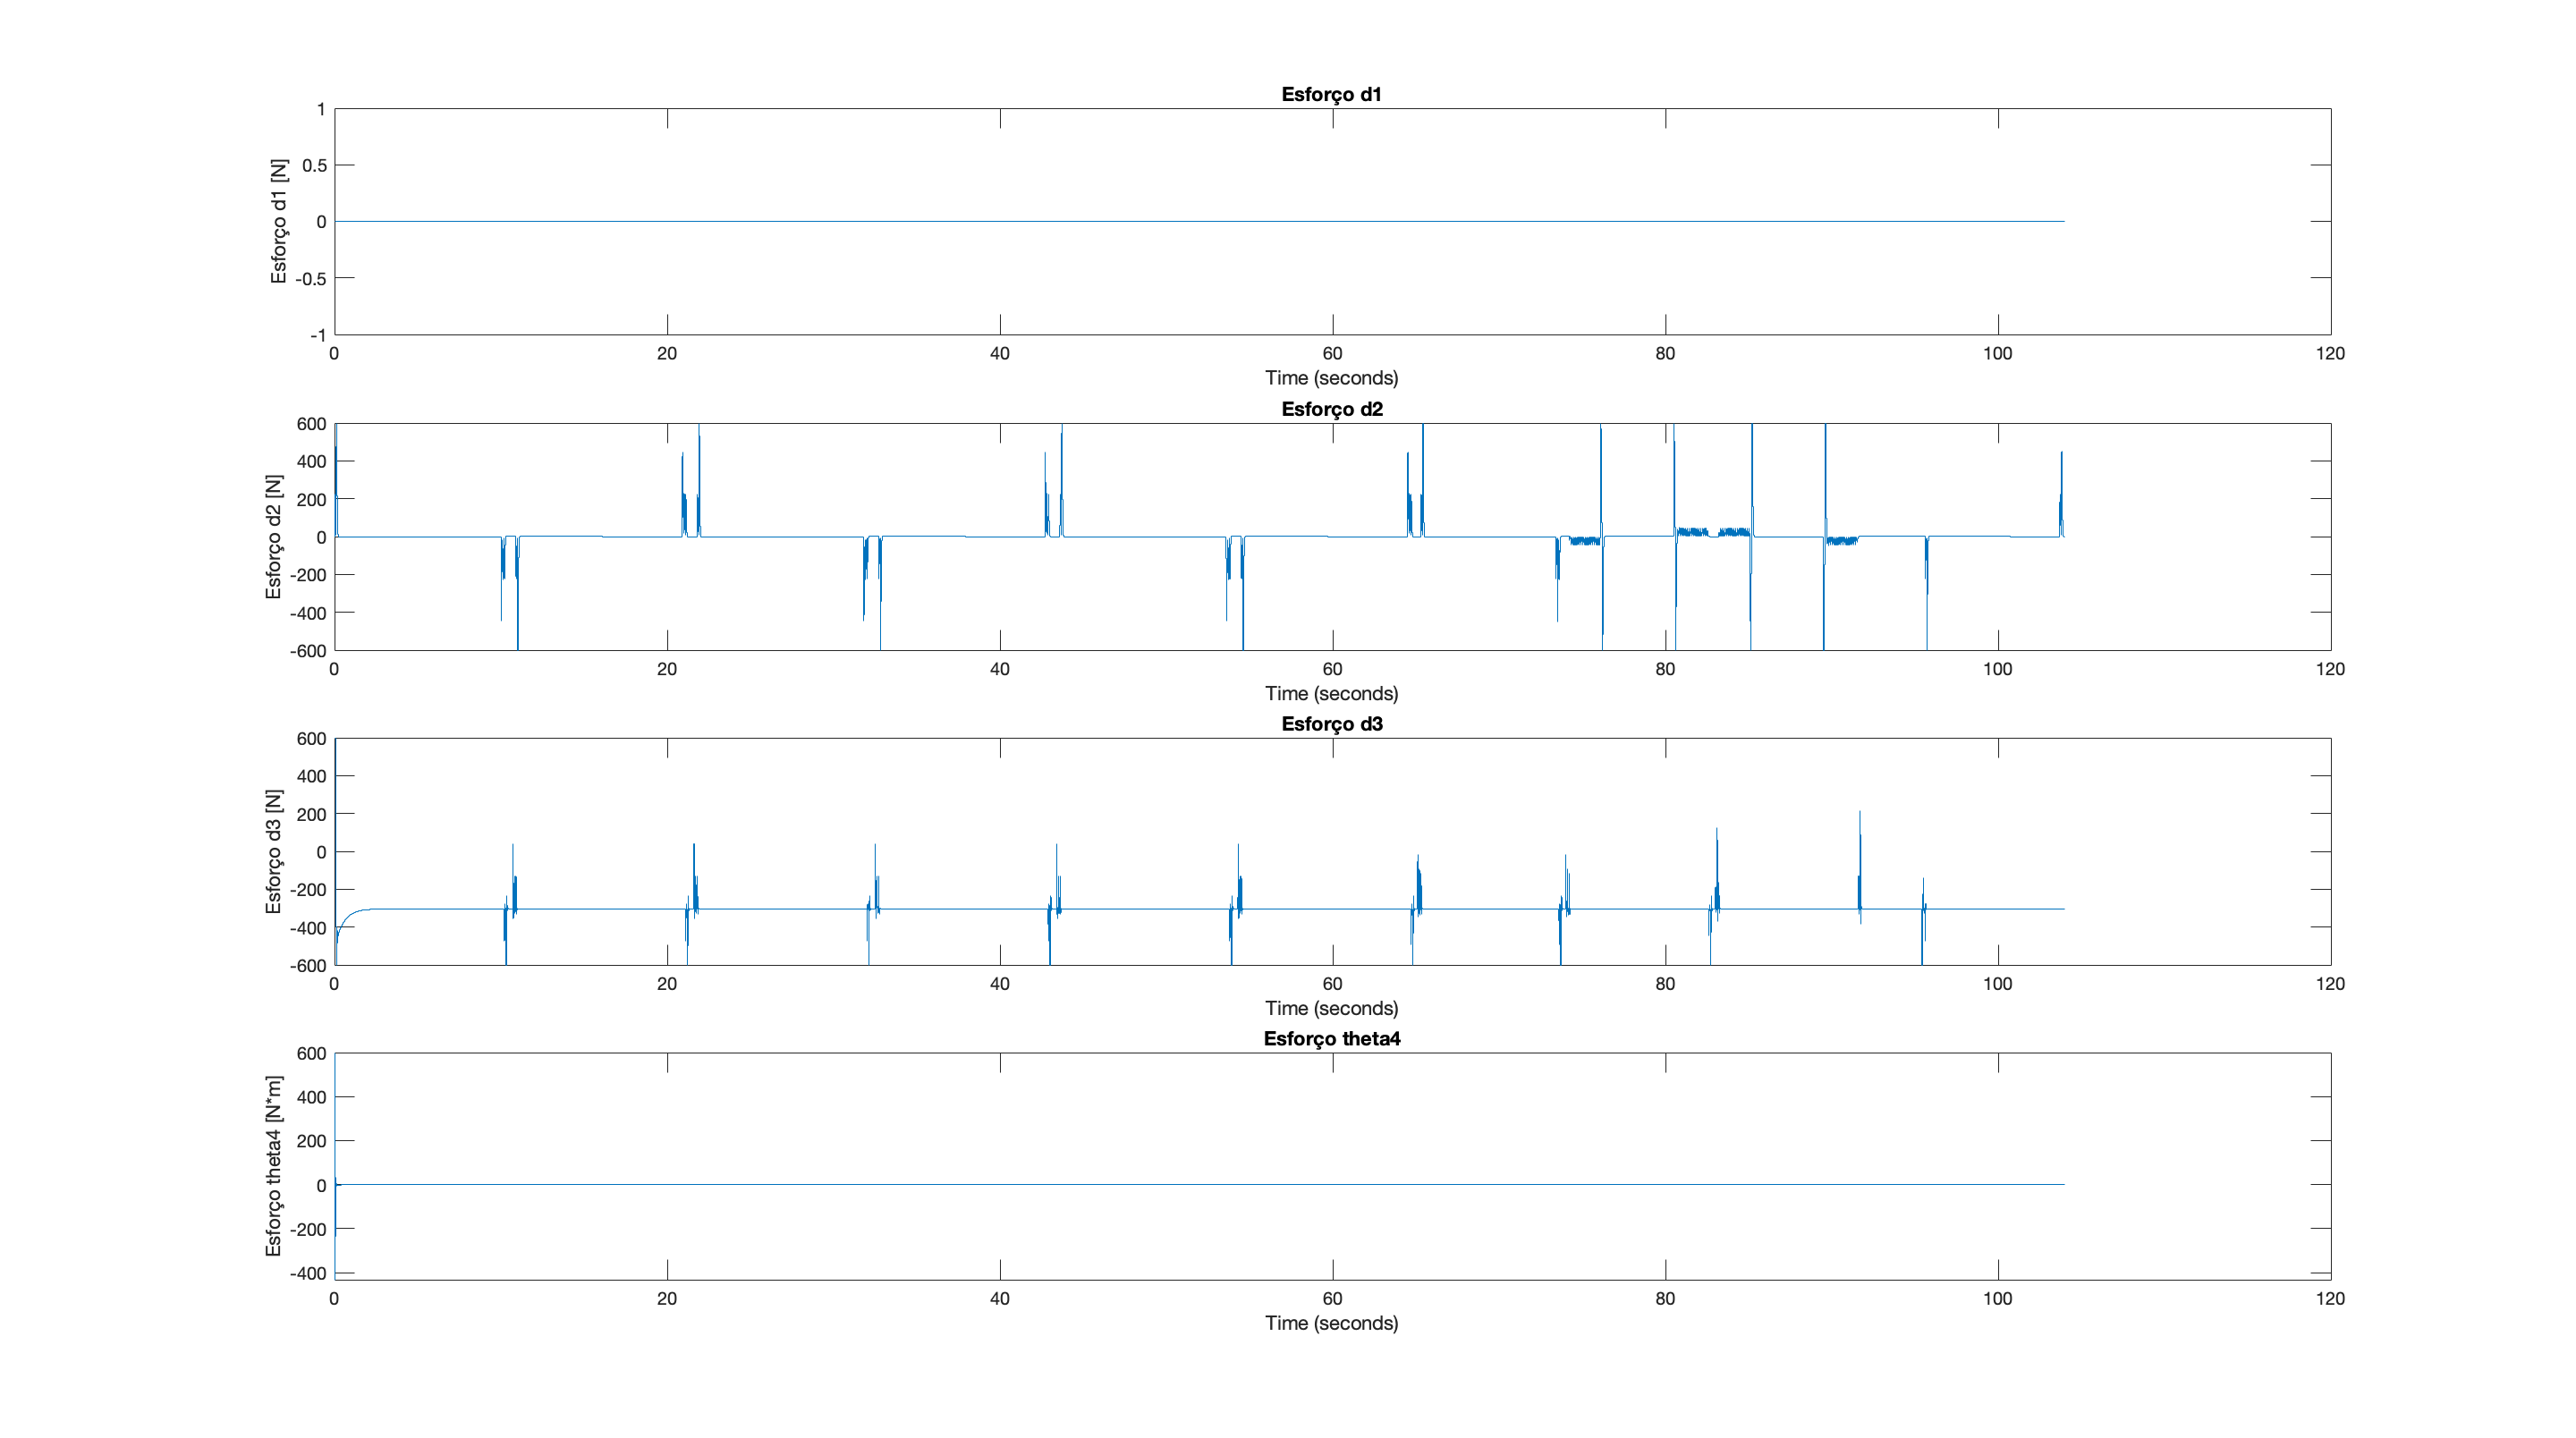 Esforço d1
Esforço d1 [N]
1
0.5
0
-0.5
-1
0 20 40 60 80 100 120
Time (seconds)
Esforço d2
Esforço d2 [N]
600
400
200
0
-200
-400
-600
0 20 40 60 80 100 120
Time (seconds)
Esforço d3
Esforço d3 [N]
600
400
200
0
-200
-400
-600
0 20 40 60 80 100 120
Time (seconds)
Esforço theta4
Esforço theta4 [N*m]
600
400
200
0
-200
-400
0 20 40 60 80 100 120
Time (seconds)